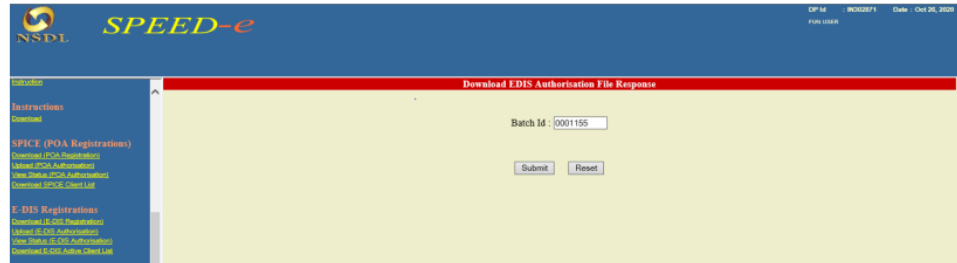 NSDL
SPEED-e
DP Id : IN302871 Date : Oct 26, 2020
FUN USER
Instruction
Instructions
Download
SPICE (POA Registrations)
Download (POA Registration)
Upload (POA Authorisation)
View Status (POA Authorisation)
Download SPICE Client List
E-DIS Registrations
Download (E-DIS Registration)
Upload (E-DIS Authorisation)
View Status (E-DIS Authorisation)
Download E-DIS Active Client List
Download EDIS Authorisation File Response
Batch Id : 0001155
Submit Reset